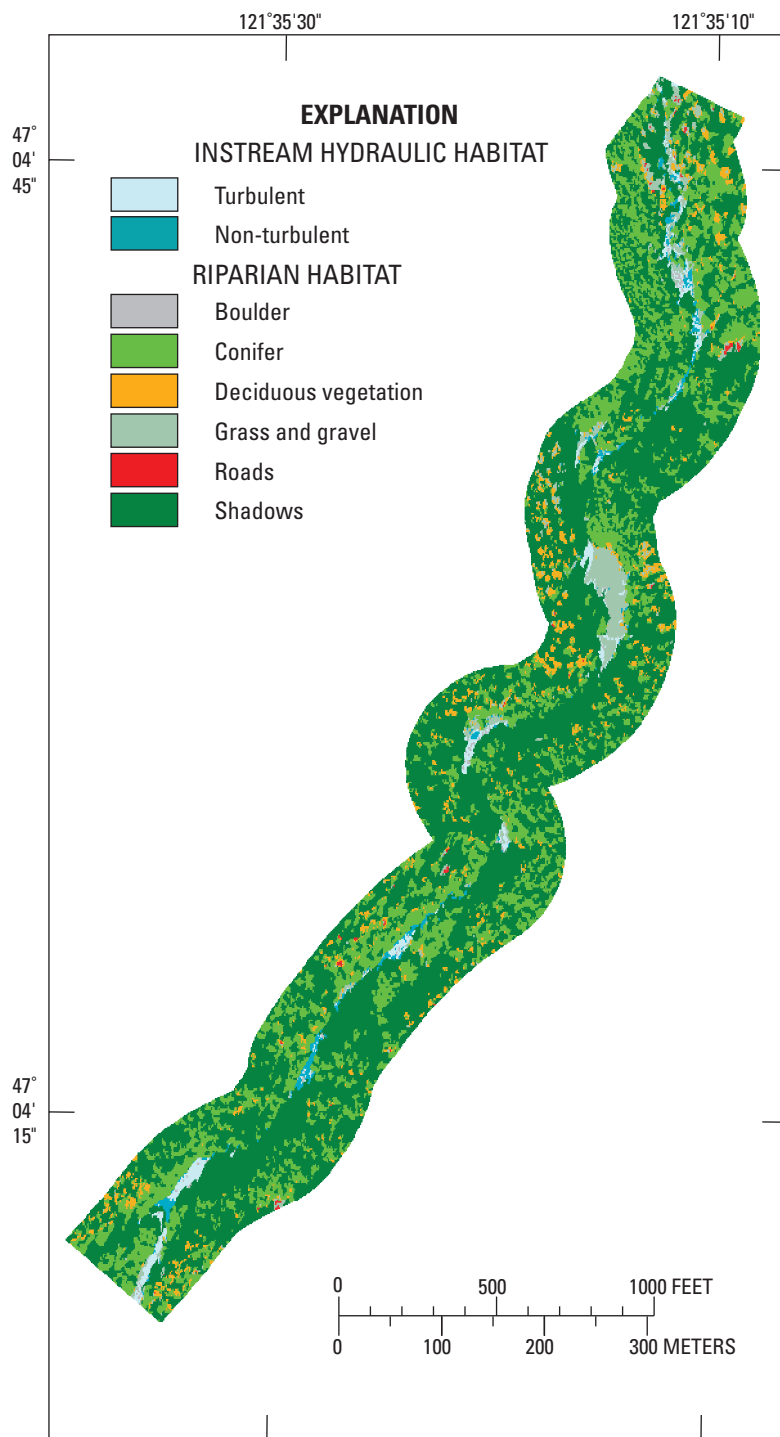 121°35'30" 121°35'10"
47°
04'
45"
EXPLANATION
INSTREAM HYDRAULIC HABITAT
Turbulent
Non-turbulent
RIPARIAN HABITAT
Boulder
Conifer
Deciduous vegetation
Grass and gravel
Roads
Shadows
47°
04'
15"
0 500 1000 FEET
0 100 200 300 METERS